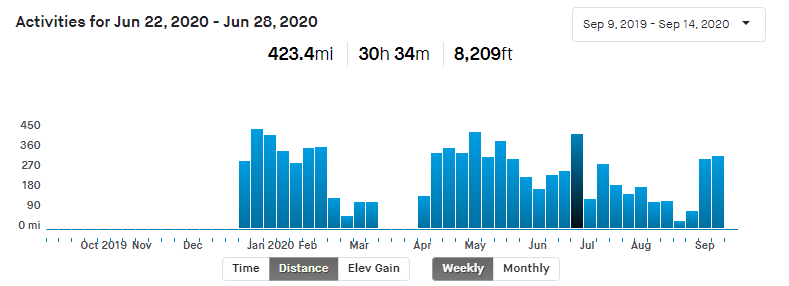 Activities for Jun 22, 2020 - Jun 28, 2020
Sep 9, 2019 - Sep 14, 2020
423.4mi 30h 34m 8,209ft
450
360
270
180
90
0 mi
Oct 2019 Nov Dec Jan 2020 Feb Mar Apr May Jun Jul Aug Sep
Time Distance Elev Gain Weekly Monthly